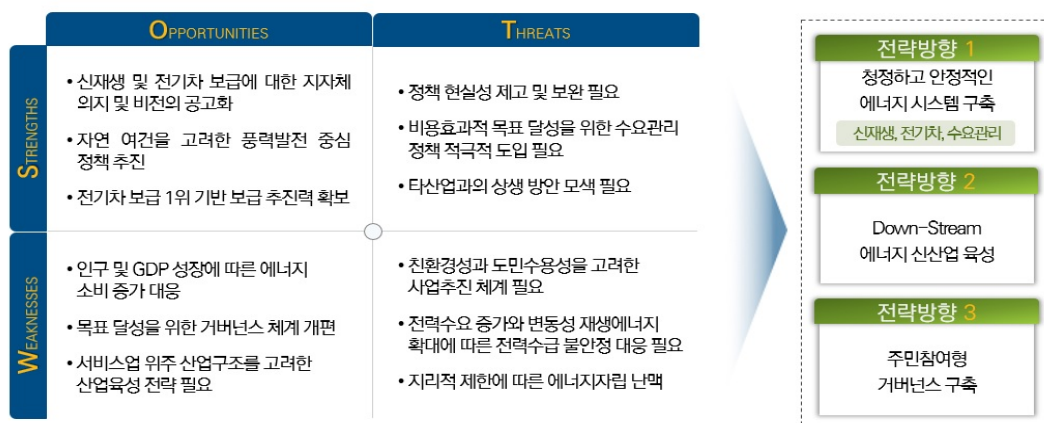 OPPORTUNITIES
THREATS
STRENGTHS
• 신재생 및 전기차 보급에 대한 지자체
의지 및 비전의 공고화
• 자연 여건을 고려한 풍력발전 중심
정책 추진
• 전기차 보급 1위 기반 보급 추진력 확보
• 정책 현실성 제고 및 보완 필요
• 비용효과적 목표 달성을 위한 수요관리
정책 적극적 도입 필요
• 타산업과의 상생 방안 모색 필요
WEAKNESSES
• 인구 및 GDP 성장에 따른 에너지
소비 증가 대응
• 목표 달성을 위한 거버넌스 체계 개편
• 서비스업 위주 산업구조를 고려한
산업육성 전략 필요
• 친환경성과 도민수용성을 고려한
사업추진 체계 필요
• 전력수요 증가와 변동성 재생에너지
확대에 따른 전력수급 불안정 대응 필요
• 지리적 제한에 따른 에너지자립 난맥
전략방향 1
청정하고 안정적인
에너지 시스템 구축
신재생, 전기차, 수요관리
전략방향 2
Down-Stream
에너지 신산업 육성
전략방향 3
주민참여형
거버넌스 구축